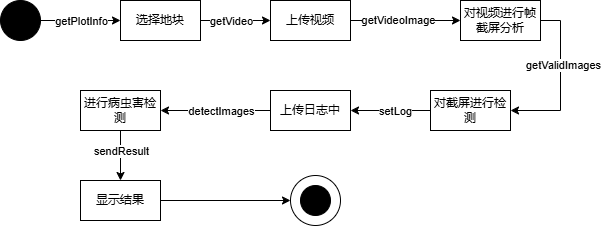 getPlotInfo
选择地块
getVideo
上传视频
getVideoImage
对视频进行帧
截屏分析
getValidImages
对截屏进行检
测
setLog
上传日志中
detectImages
进行病虫害检
测
sendResult
显示结果